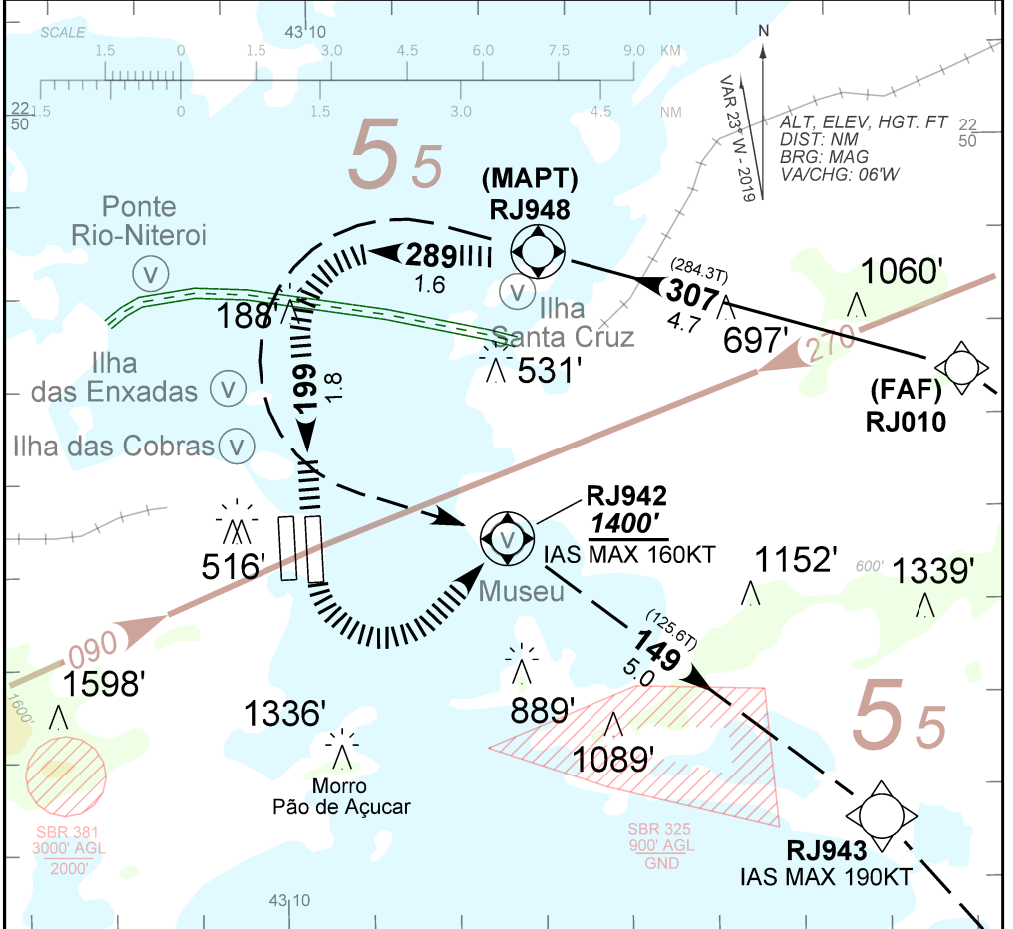 SCALE
43 10
1.5 0 1.5 3.0 4.5 6.0 7.5 9.0 KM
1.5 0 1.5 3.0 4.5 NM
N
VAR 23° W - 2019
22
50
ALT, ELEV, HGT. FT
DIST: NM
BRG: MAG
VA/CHG: 06'W
22
50
55
(MAPT)
RJ948
Ponte
Rio-Niteroi
V
289
1.6
(284.3T)
307
4.7
1060'
V
Ilha
Santa Cruz
188'
697'
270
531'
Ilha
das Enxadas
V
199
1.8
(FAF)
RJ010
Ilha das Cobras
V
RJ942
1400'
IAS MAX 160KT
V
Museu
516'
1152'
600'
1339'
090
(125.6T)
149
5.0
1598'
1600'
889'
1336'
1089'
55
Morro
Pão de Açucar
SBR 381
3000' AGL
2000'
SBR 325
900' AGL
GND
RJ943
IAS MAX 190KT
43 10